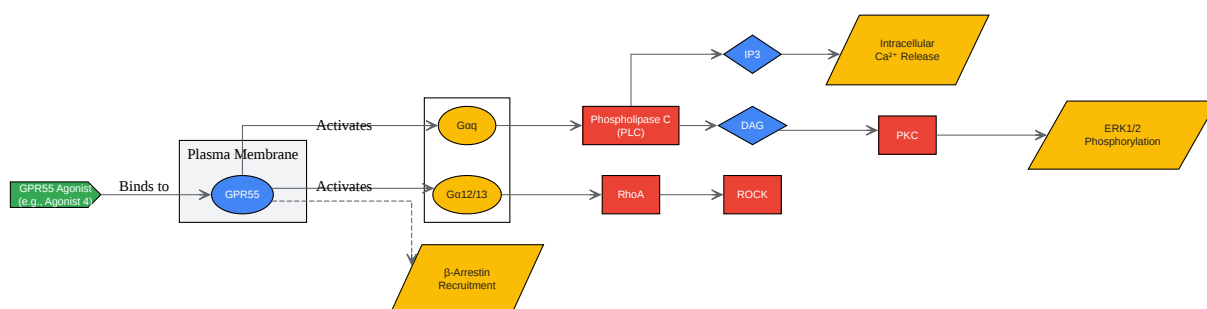 IP3
Intracellular
Ca²⁺ Release
Activates
Gαq
Phospholipase C
(PLC)
DAG
PKC
ERK1/2
Phosphorylation
Plasma Membrane
GPR55 Agonist
(e.g., Agonist 4)
Binds to
GPR55
Activates
Gα12/13
RhoA
ROCK
β-Arrestin
Recruitment